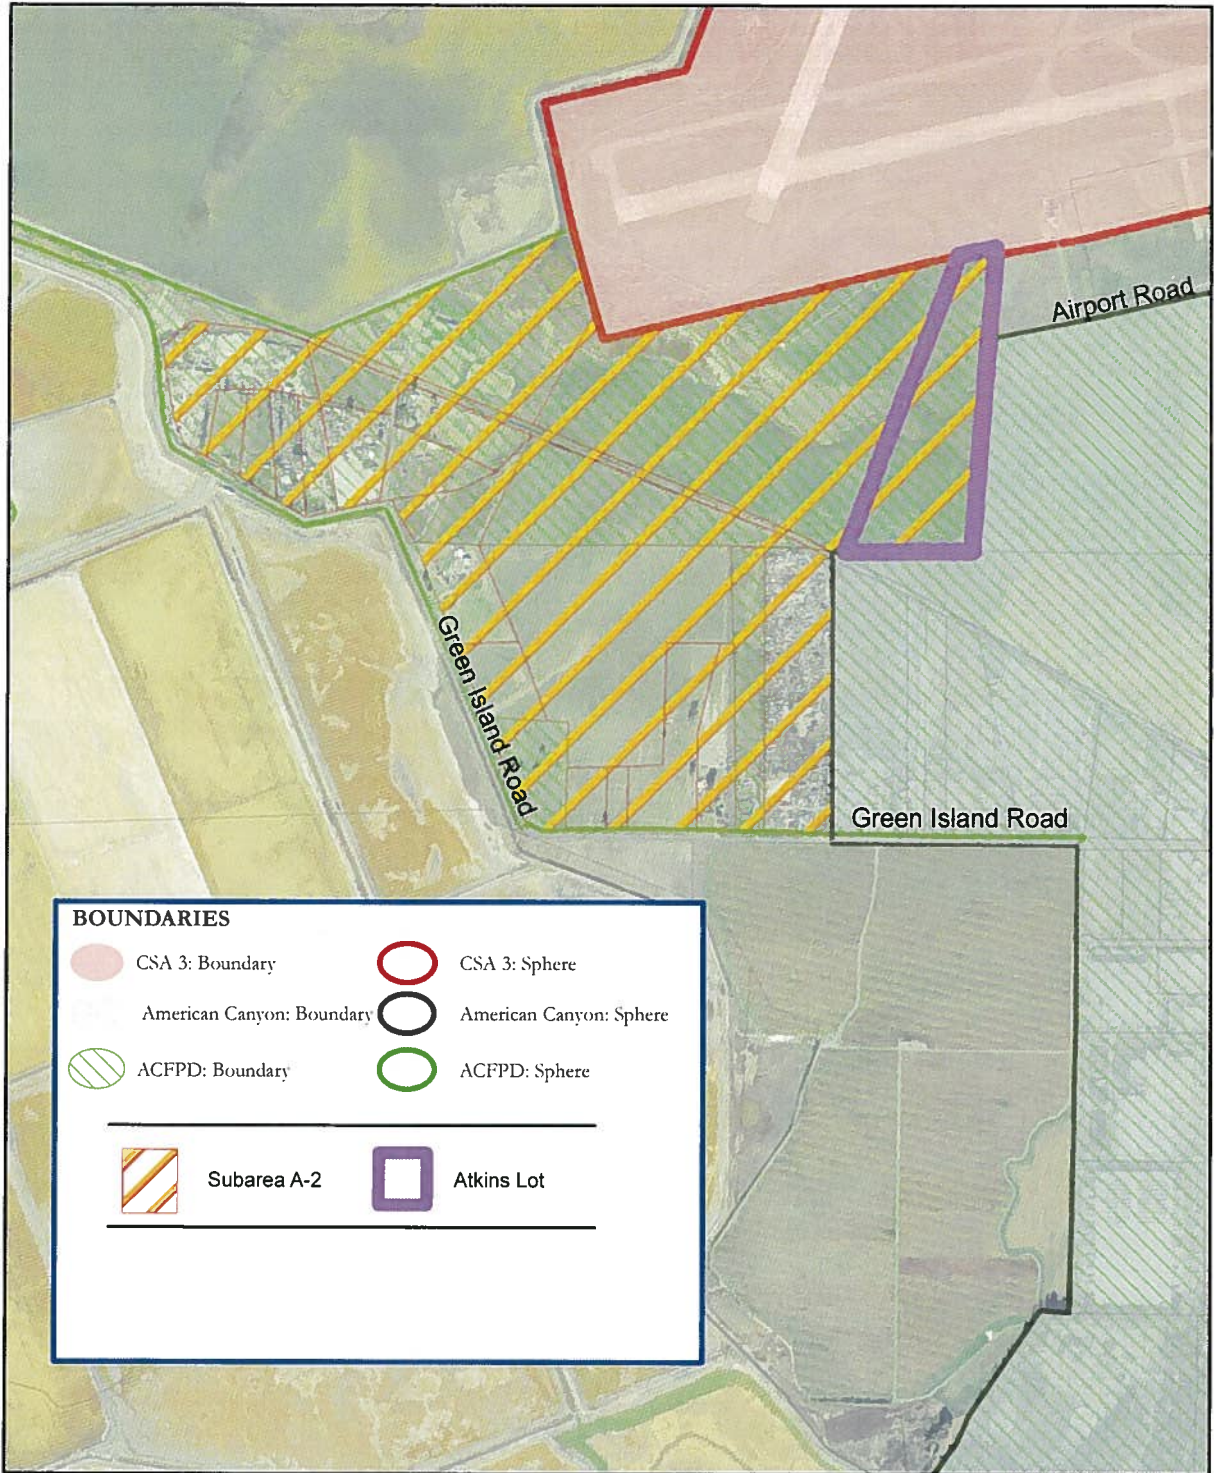 Airport Road
Green Island Road
Green Island Road
BOUNDARIES
CSA 3: Boundary
CSA 3: Sphere
American Canyon: Boundary
American Canyon: Sphere
ACFPD: Boundary
ACFPD: Sphere
Subarea A-2
Atkins Lot